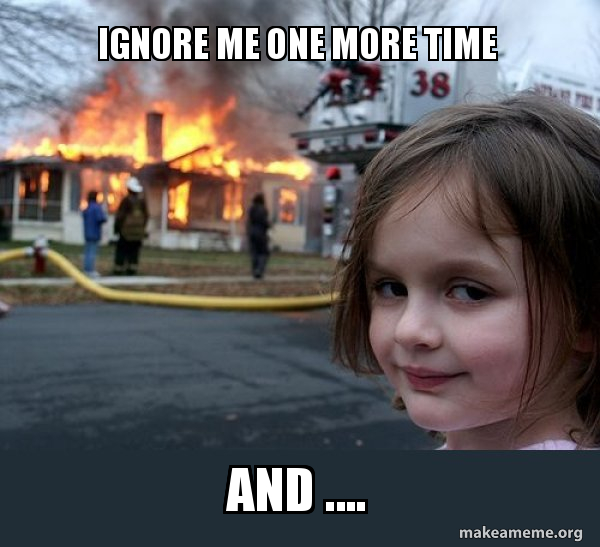 IGNORE ME ONE MORE TIME
38
AND ....
makeameme.org